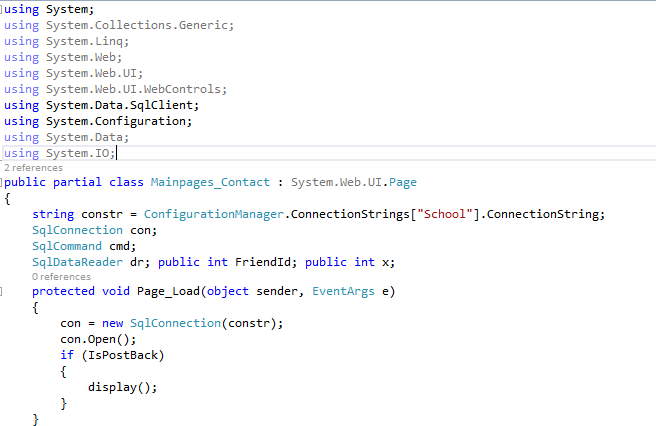 using System;
using System.Collections.Generic;
using System.Linq;
using System.Web;
using System.Web.UI;
using System.Web.UI.WebControls;
using System.Data.SqlClient;
using System.Configuration;
using System.Data;
using System.IO;
2 references
public partial class Mainpages_Contact : System.Web.UI.Page
{
string constr = ConfigurationManager.ConnectionStrings["School"].ConnectionString;
SqlConnection con;
SqlCommand cmd;
SqlDataReader dr; public int FriendId; public int x;
0 references
protected void Page_Load(object sender, EventArgs e)
{
con = new SqlConnection(constr);
con.Open();
if (IsPostBack)
{
display();
}
}